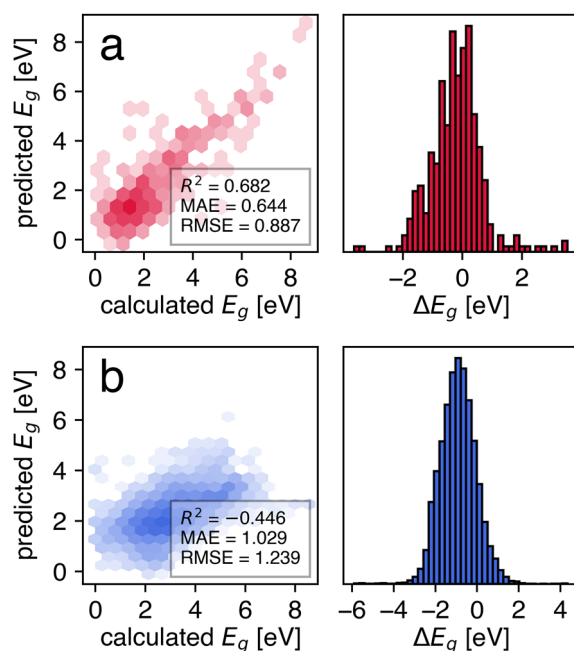 a
predicted E_g [eV]
8
6
4
2
0
R² = 0.682
MAE = 0.644
RMSE = 0.887
0 2 4 6 8
calculated E_g [eV]
−2 0 2
ΔE_g [eV]
b
predicted E_g [eV]
8
6
4
2
0
R² = −0.446
MAE = 1.029
RMSE = 1.239
0 2 4 6 8
calculated E_g [eV]
−6 −4 −2 0 2 4
ΔE_g [eV]